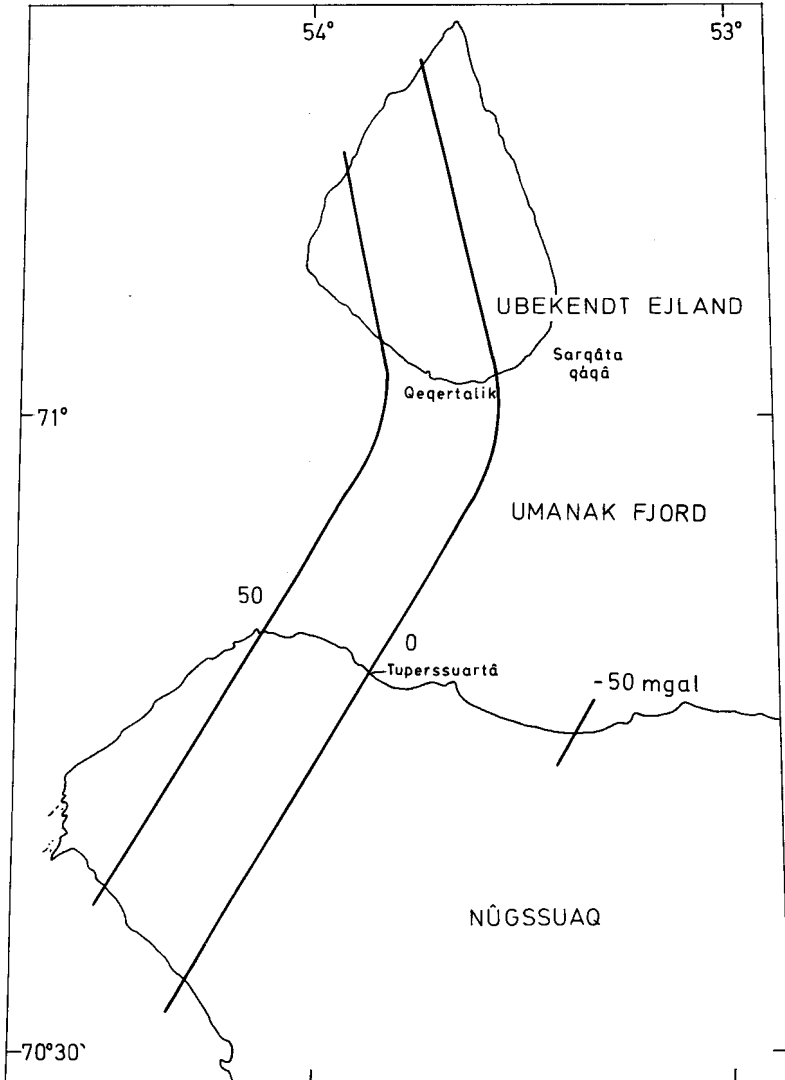 54°
53°
UBEKENDT EJLAND
Sarqâta
qáqâ
Qeqertalik
71°
UMANAK FJORD
50
0
Tuperssuartâ
-50 mgal
NÛGSSUAQ
70°30'